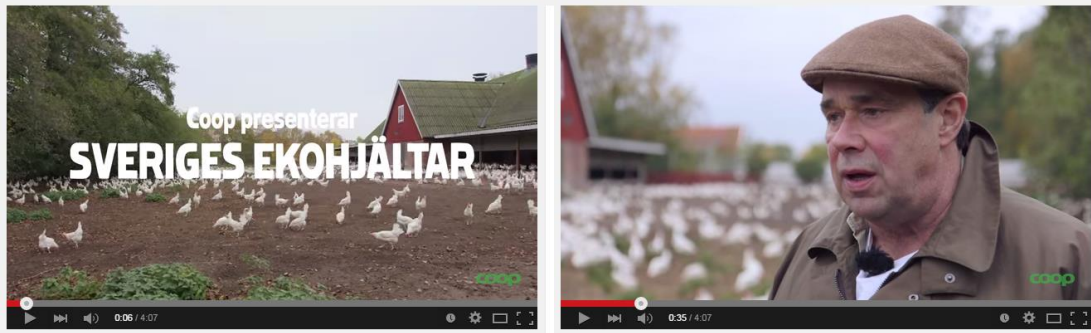 Coop presenterar
SVERIGES EKOHJÄLTAR
coop
0:06 / 4:07
coop
0:35 / 4:07